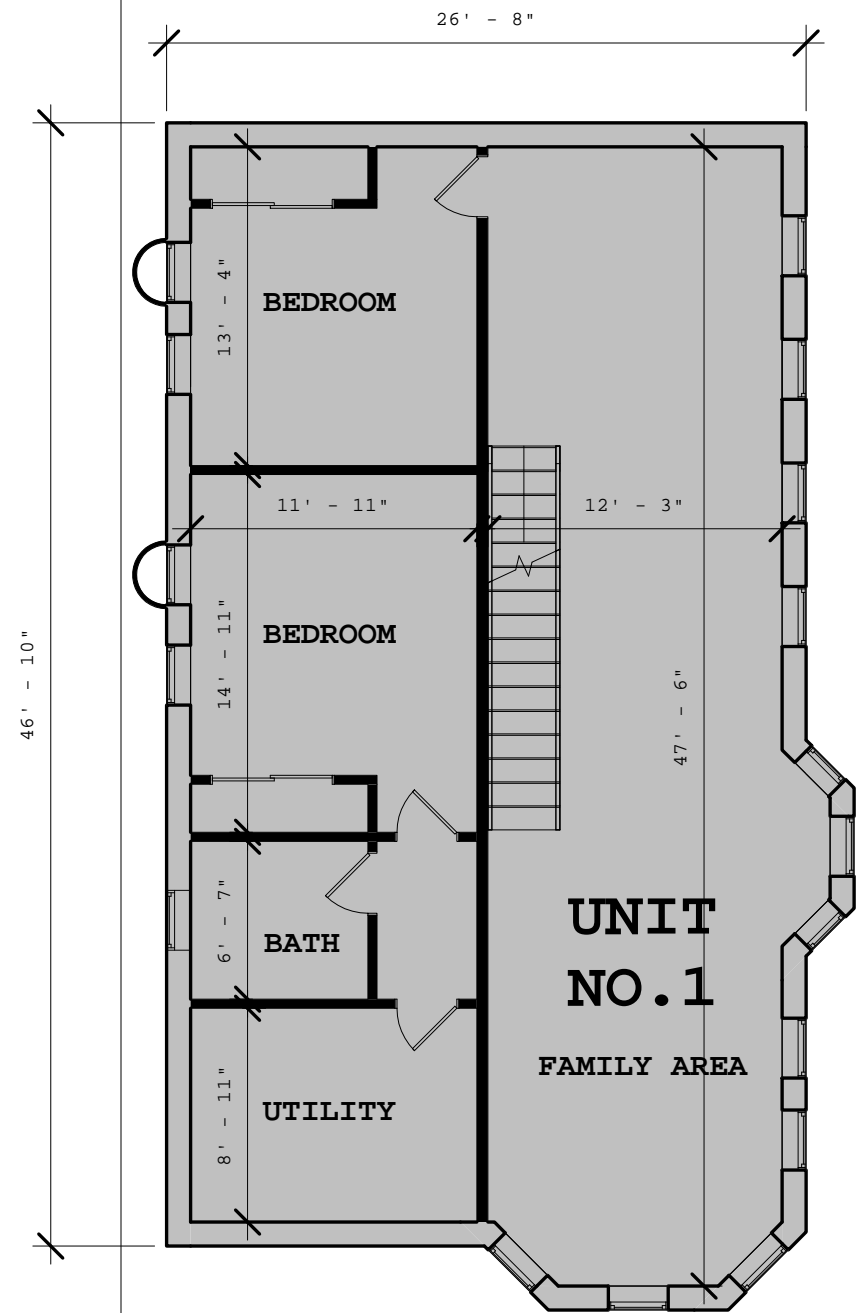 26' - 8"
13' - 4"
BEDROOM
11' - 11"
12' - 3"
14' - 11"
BEDROOM
46' - 10"
47' - 6"
6' - 7"
BATH
UNIT
NO.1
FAMILY AREA
8' - 11"
UTILITY